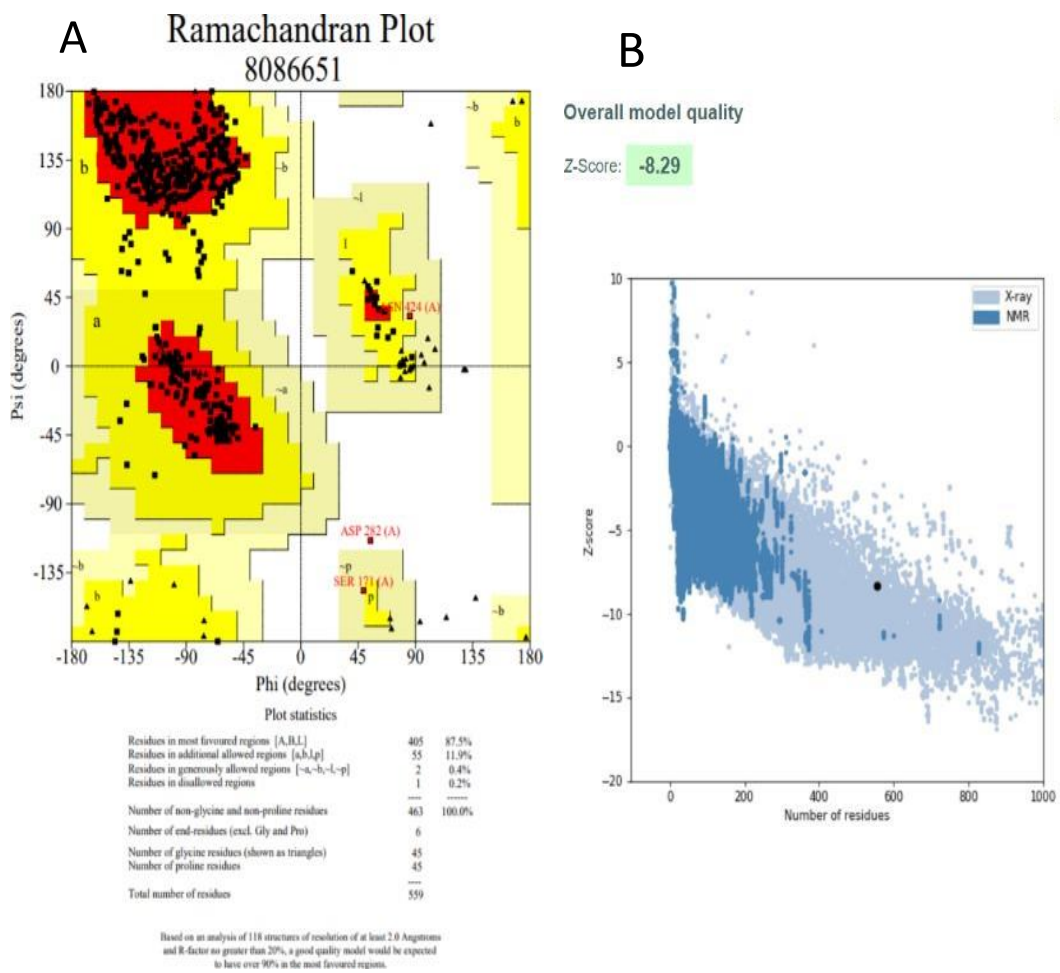 A
Ramachandran Plot
8086651
180
135
90
45
0
-45
-90
-135
-180
-180
-135
-90
-45
0
45
90
135
180
Psi (degrees)
Phi (degrees)
b
~b
~b
b
~l
l
a
~a
ASP 282 (A)
SER 171 (A)
~p
p
~b
b
~b
Plot statistics
Residues in most favoured regions [A,B,L] 405 87.5%
Residues in additional allowed regions [a,b,l,p] 55 11.9%
Residues in generously allowed regions [~a,~b,~l,~p] 2 0.4%
Residues in disallowed regions 1 0.2%
---- ------
Number of non-glycine and non-proline residues 463 100.0%
Number of end-residues (excl. Gly and Pro) 6
Number of glycine residues (shown as triangles) 45
Number of proline residues 45
----
Total number of residues 559
Based on an analysis of 118 structures of resolution of at least 2.0 Angstroms
and R-factor no greater than 20%, a good quality model would be expected
to have over 90% in the most favoured regions.
B
Overall model quality
Z-Score: -8.29
X-ray
NMR
10
5
0
−5
−10
−15
−20
Z-score
0
200
400
600
800
1000
Number of residues